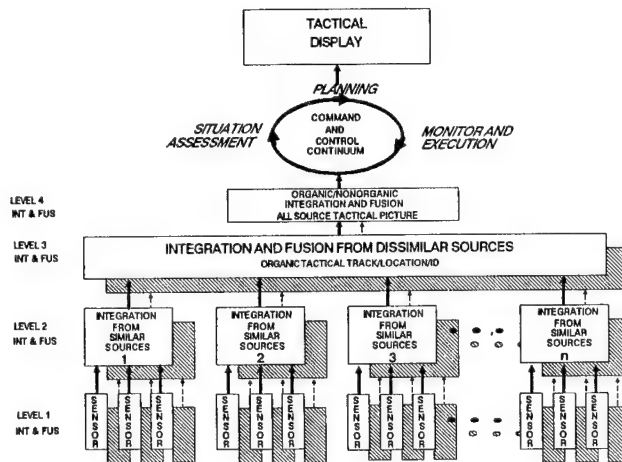 TACTICAL
DISPLAY
PLANNING
SITUATION
ASSESSMENT
COMMAND
AND
CONTROL
CONTINUUM
MONITOR AND
EXECUTION
LEVEL 4
INT & FUS
ORGANIC/NONORGANIC
INTEGRATION AND FUSION
ALL SOURCE TACTICAL PICTURE
LEVEL 3
INT & FUS
INTEGRATION AND FUSION FROM DISSIMILAR SOURCES
ORGANIC TACTICAL TRACK/LOCATION/ID
LEVEL 2
INT & FUS
INTEGRATION
FROM
SIMILAR
SOURCES
1
INTEGRATION
FROM
SIMILAR
SOURCES
2
INTEGRATION
FROM
SIMILAR
SOURCES
3
INTEGRATION
FROM
SIMILAR
SOURCES
n
LEVEL 1
INT & FUS
SENSOR
SENSOR
SENSOR
SENSOR
SENSOR
SENSOR
SENSOR
SENSOR
SENSOR
SENSOR
SENSOR
SENSOR